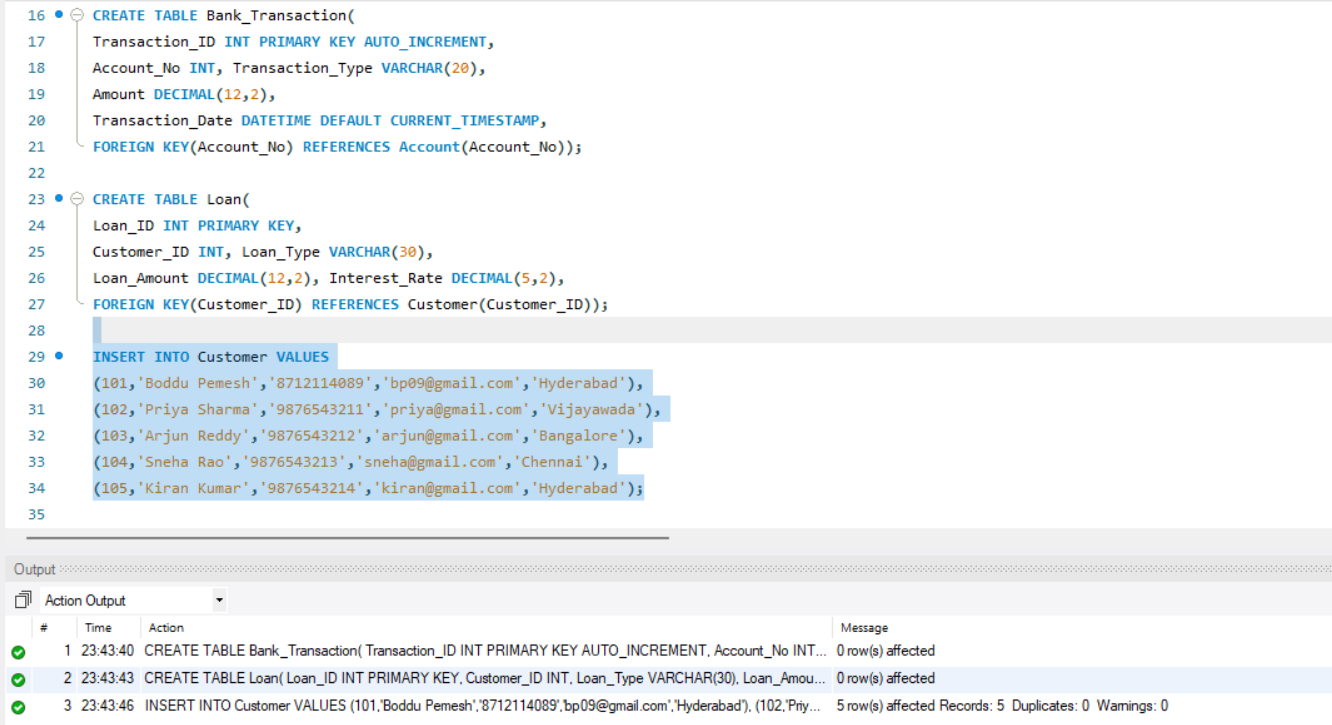 16 CREATE TABLE Bank_Transaction(
17 Transaction_ID INT PRIMARY KEY AUTO_INCREMENT,
18 Account_No INT, Transaction_Type VARCHAR(20),
19 Amount DECIMAL(12,2),
20 Transaction_Date DATETIME DEFAULT CURRENT_TIMESTAMP,
21 FOREIGN KEY(Account_No) REFERENCES Account(Account_No));
22
23 CREATE TABLE Loan(
24 Loan_ID INT PRIMARY KEY,
25 Customer_ID INT, Loan_Type VARCHAR(30),
26 Loan_Amount DECIMAL(12,2), Interest_Rate DECIMAL(5,2),
27 FOREIGN KEY(Customer_ID) REFERENCES Customer(Customer_ID));
28
29 INSERT INTO Customer VALUES
30 (101,'Boddu Pemesh','8712114089','bp09@gmail.com','Hyderabad'),
31 (102,'Priya Sharma','9876543211','priya@gmail.com','Vijayawada'),
32 (103,'Arjun Reddy','9876543212','arjun@gmail.com','Bangalore'),
33 (104,'Sneha Rao','9876543213','sneha@gmail.com','Chennai'),
34 (105,'Kiran Kumar','9876543214','kiran@gmail.com','Hyderabad');
35
Output
Action Output
# Time Action Message
1 23:43:40 CREATE TABLE Bank_Transaction( Transaction_ID INT PRIMARY KEY AUTO_INCREMENT, Account_No INT... 0 row(s) affected
2 23:43:43 CREATE TABLE Loan( Loan_ID INT PRIMARY KEY, Customer_ID INT, Loan_Type VARCHAR(30), Loan_Amou... 0 row(s) affected
3 23:43:46 INSERT INTO Customer VALUES (101,'Boddu Pemesh','8712114089','bp09@gmail.com','Hyderabad'), (102,'Priy... 5 row(s) affected Records: 5 Duplicates: 0 Warnings: 0